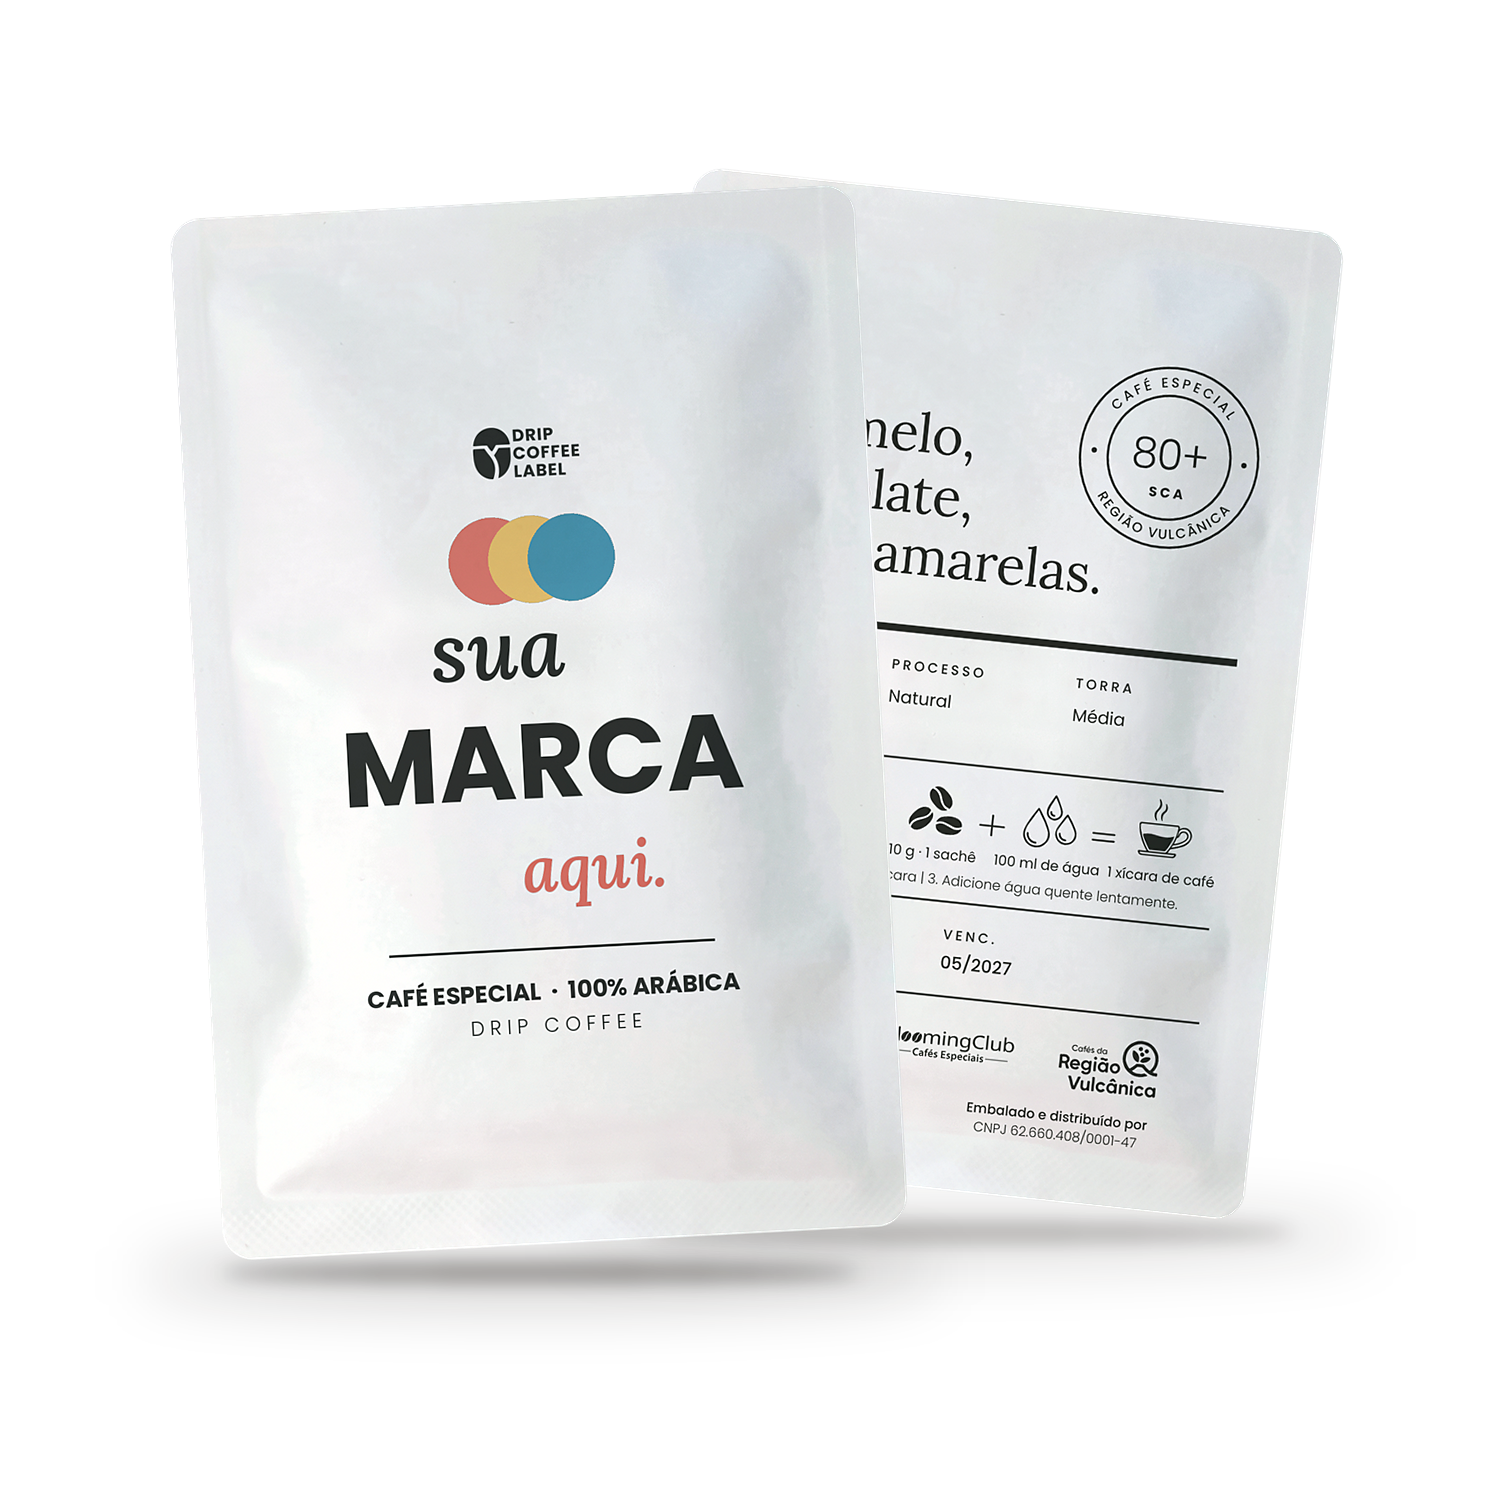 DRIP
COFFEE
LABEL
sua
MARCA
aqui.
CAFÉ ESPECIAL · 100% ARÁBICA
DRIP COFFEE
melo,
late,
amarelas.
CAFÉ ESPECIAL
80+
SCA
REGIÃO VULCÂNICA
PROCESSO
TORRA
Natural
Média
10 g · 1 sachê
100 ml de água
1 xícara de café
cara | 3. Adicione água quente lentamente.
VENC.
05/2027
loomingClub
Cafés Especiais
Cafés da
Região
Vulcânica
Embalado e distribuído por
CNPJ 62.660.408/0001-47